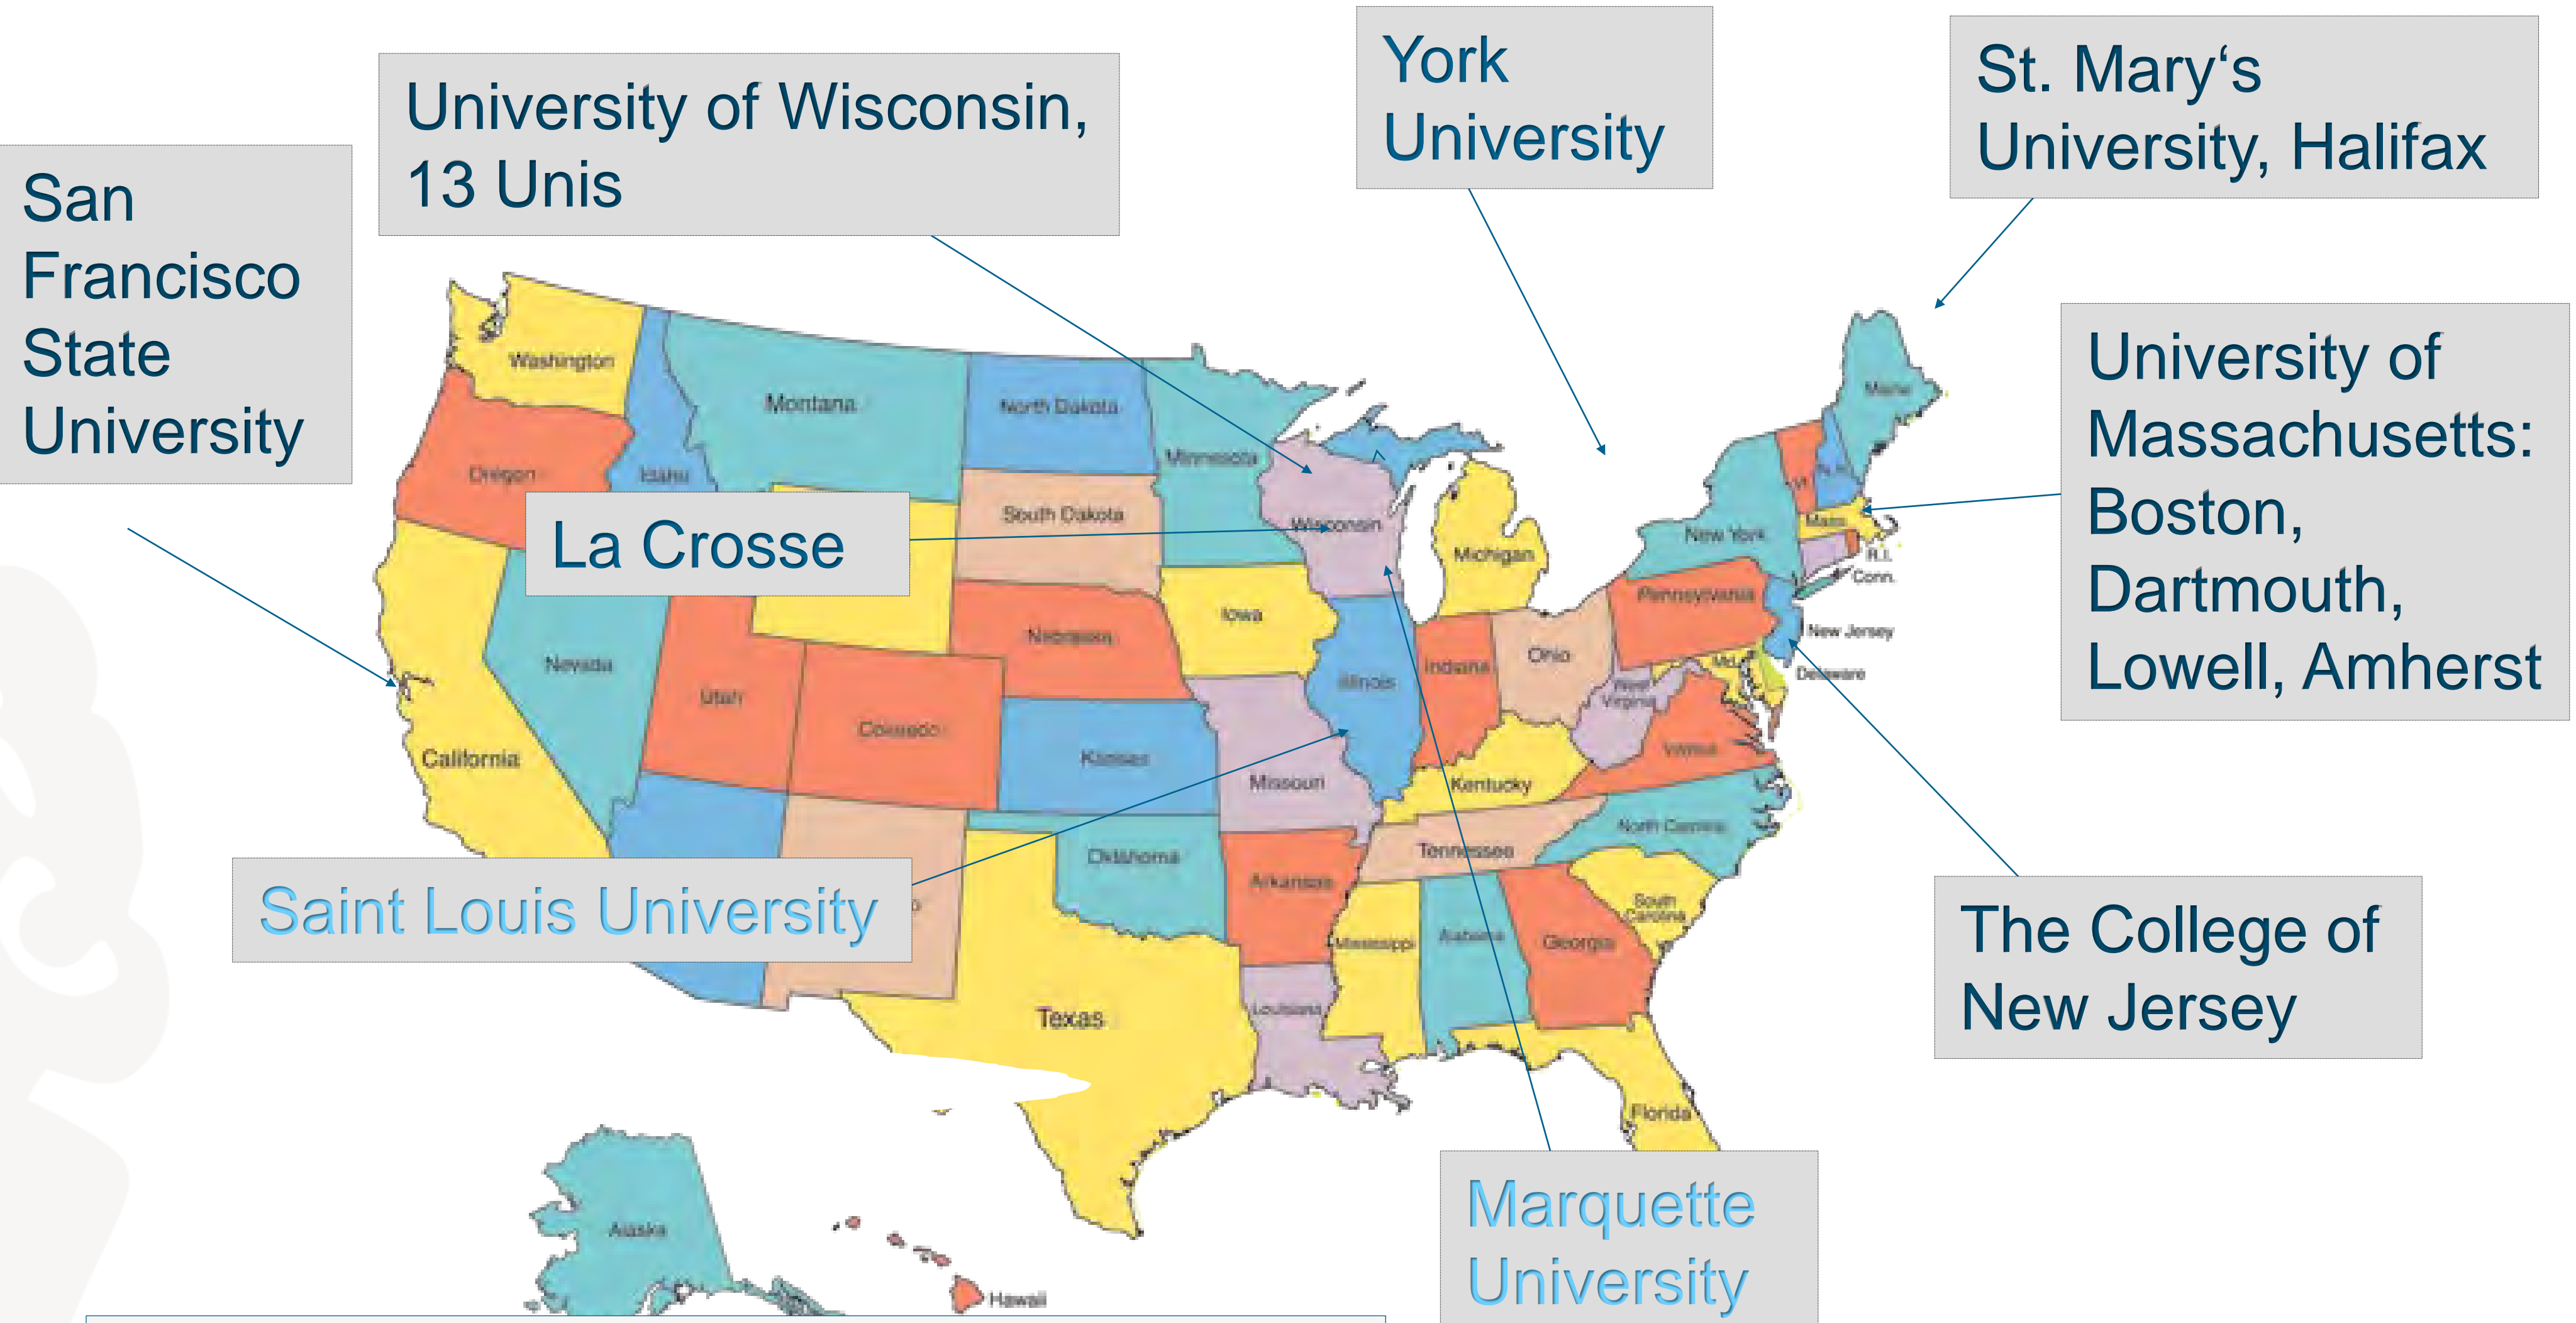 San
Francisco
State
University
University of Wisconsin,
13 Unis
York
University
St. Mary‘s
University, Halifax
University of
Massachusetts:
Boston,
Dartmouth,
Lowell, Amherst
La Crosse
Saint Louis University
Marquette
University
The College of
New Jersey
Washington
Montana
North Dakota
Minnesota
Maine
Oregon
Idaho
South Dakota
Wisconsin
Michigan
New York
Vt.
N.H.
Mass.
R.I.
Conn.
Iowa
Pennsylvania
New Jersey
Nebraska
Nevada
Utah
Colorado
Illinois
Indiana
Ohio
Md.
Delaware
West
Virginia
Virginia
California
Kansas
Missouri
Kentucky
North Carolina
Tennessee
Oklahoma
Arkansas
South
Carolina
Mississippi
Alabama
Georgia
Louisiana
Texas
Florida
Alaska
Hawaii